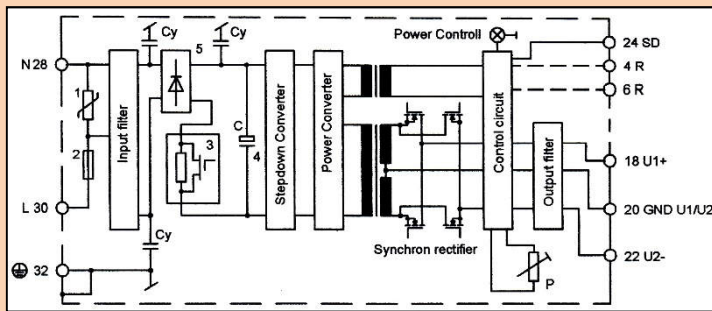 Cy
Cy
Power Controll
24 SD
N 28
5
4 R
6 R
1
Input filter
C
4
Stepdown Converter
Power Converter
Control circuit
Output filter
3
2
18 U1+
L 30
20 GND U1/U2
Cy
Synchron rectifier
22 U2-
32
P